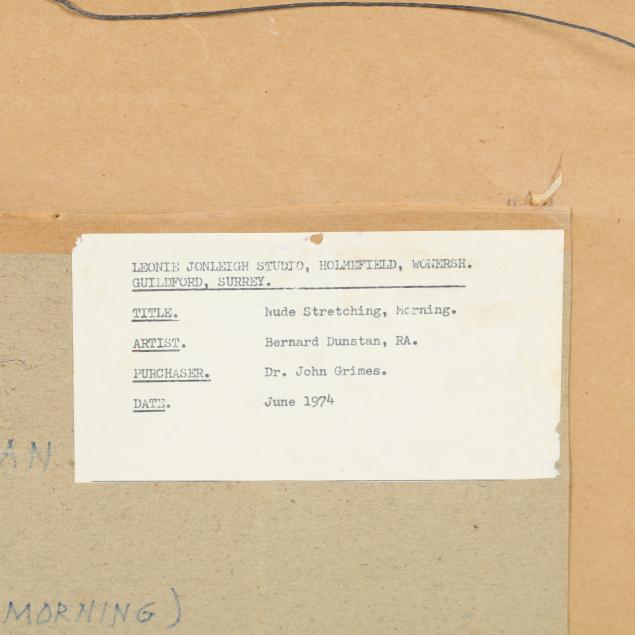 LEONIE JONLEIGH STUDIO, HOLMEFIELD, WONERSH.
GUILDFORD, SURREY.
TITLE. Nude Stretching, Morning.
ARTIST. Bernard Dunstan, RA.
PURCHASER. Dr. John Grimes.
DATE. June 1974
AN
MORNING)